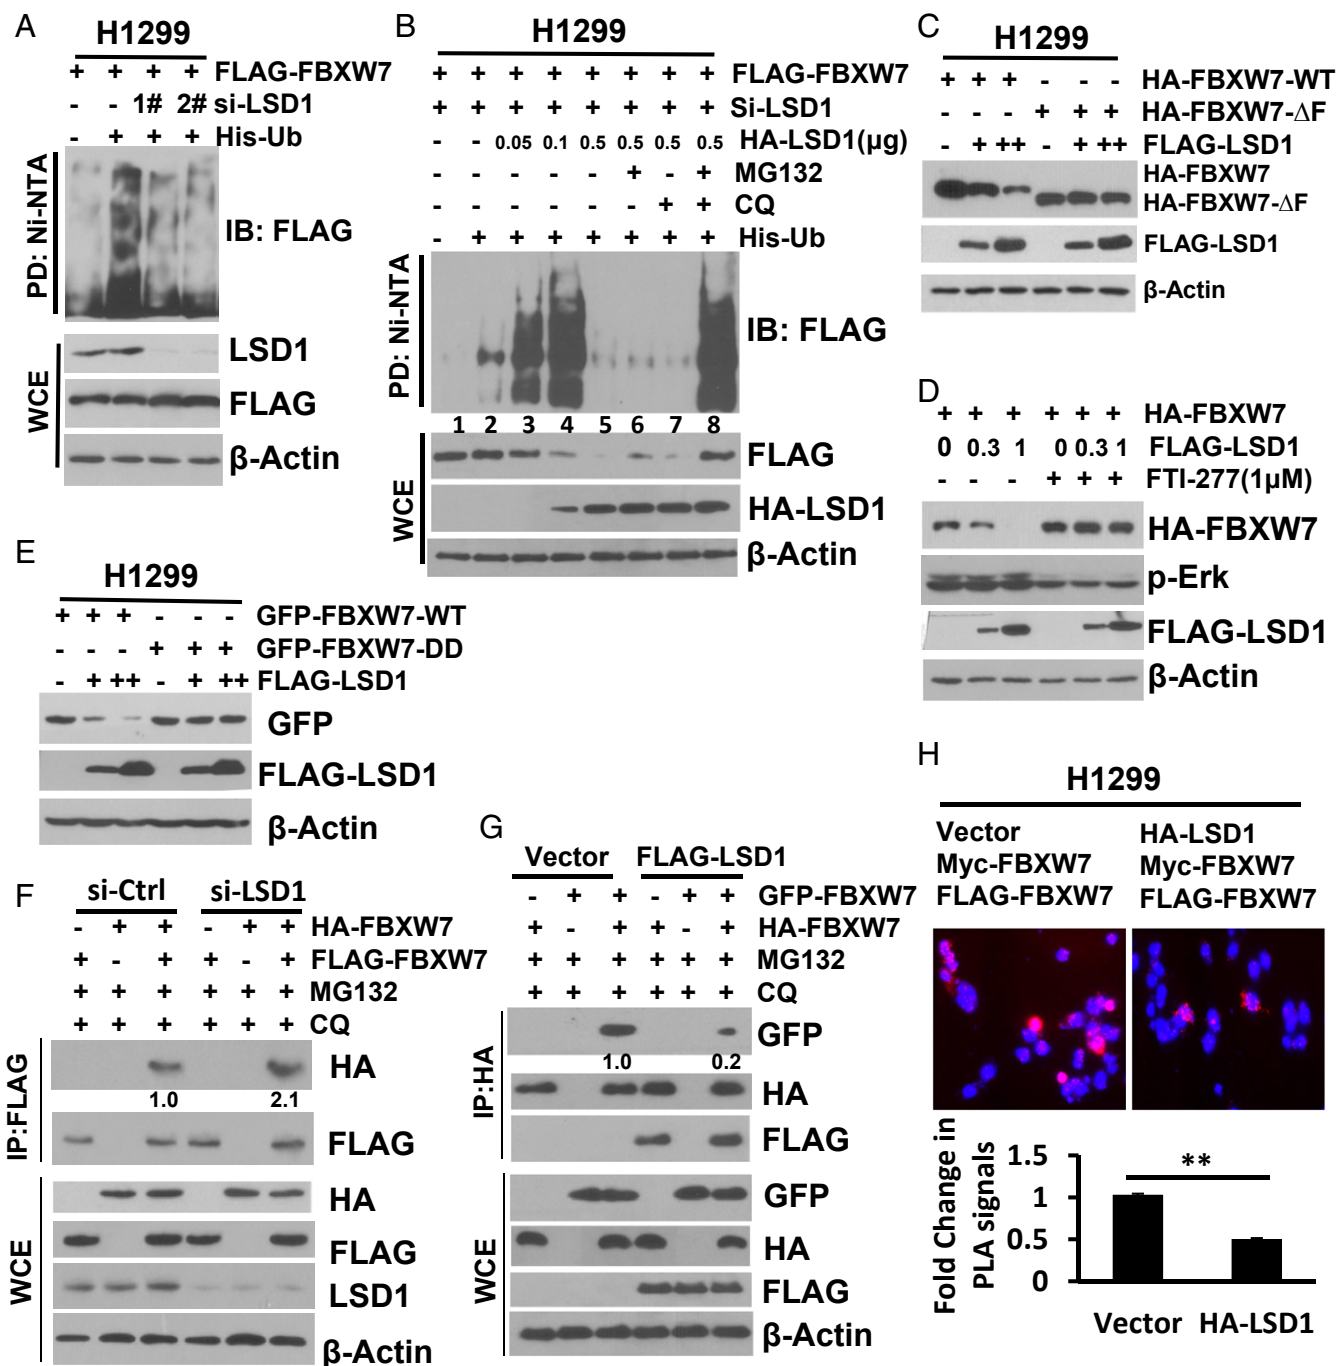 A
H1299
+ + + + FLAG-FBXW7
- - 1# 2# si-LSD1
- + + + His-Ub
PD: Ni-NTA
IB: FLAG
WCE
LSD1
FLAG
β-Actin
B
H1299
+ + + + + + + + FLAG-FBXW7
+ + + + + + + + Si-LSD1
- - 0.05 0.1 0.5 0.5 0.5 0.5 HA-LSD1(μg)
- - - - - + - + MG132
- - - - - - + + CQ
- + + + + + + + His-Ub
PD: Ni-NTA
IB: FLAG
1 2 3 4 5 6 7 8
WCE
FLAG
HA-LSD1
β-Actin
C
H1299
+ + + - - - HA-FBXW7-WT
- - - + + + HA-FBXW7-ΔF
- + ++ - + ++ FLAG-LSD1
HA-FBXW7
HA-FBXW7-ΔF
FLAG-LSD1
β-Actin
D
+ + + + + + HA-FBXW7
0 0.3 1 0 0.3 1 FLAG-LSD1
- - - + + + FTI-277(1μM)
HA-FBXW7
p-Erk
FLAG-LSD1
β-Actin
E
H1299
+ + + - - - GFP-FBXW7-WT
- - - + + + GFP-FBXW7-DD
- + ++ - + ++ FLAG-LSD1
GFP
FLAG-LSD1
β-Actin
F
si-Ctrl si-LSD1
- + + - + + HA-FBXW7
+ - + + - + FLAG-FBXW7
+ + + + + + MG132
+ + + + + + CQ
IP:FLAG
HA
1.0 2.1
FLAG
WCE
HA
FLAG
LSD1
β-Actin
G
Vector FLAG-LSD1
- + + - + + GFP-FBXW7
+ - + + - + HA-FBXW7
+ + + + + + MG132
+ + + + + + CQ
IP:HA
GFP
1.0 0.2
HA
FLAG
WCE
GFP
HA
FLAG
β-Actin
H
H1299
Vector HA-LSD1
Myc-FBXW7 Myc-FBXW7
FLAG-FBXW7 FLAG-FBXW7
Fold Change in
PLA signals
1.5
1
0.5
0
**
Vector HA-LSD1